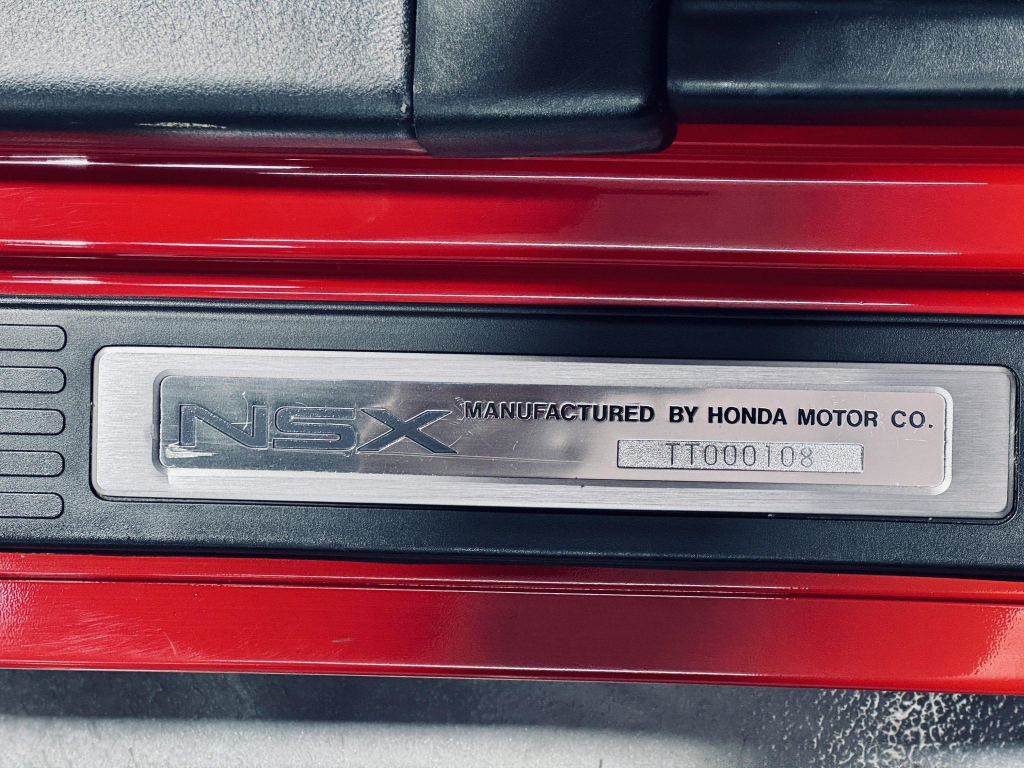 NSX MANUFACTURED BY HONDA MOTOR CO.
TT000108